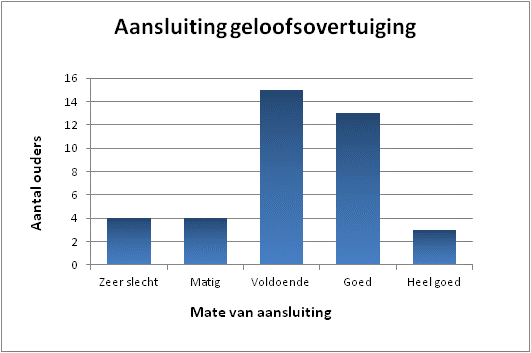 Aansluiting geloofsovertuiging
Aantal ouders
16
14
12
10
8
6
4
2
0
Zeer slecht Matig Voldoende Goed Heel goed
Mate van aansluiting